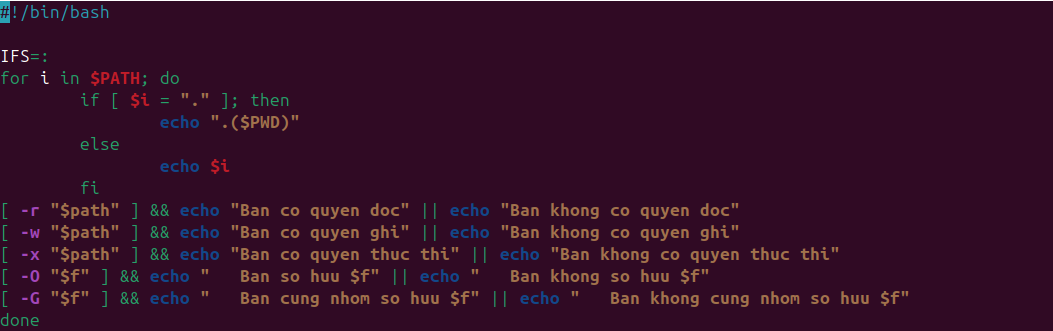 #!/bin/bash
IFS=:
for i in $PATH; do
if [ $i = "." ]; then
echo ".($PWD)"
else
echo $i
fi
[ -r "$path" ] && echo "Ban co quyen doc" || echo "Ban khong co quyen doc"
[ -w "$path" ] && echo "Ban co quyen ghi" || echo "Ban khong co quyen ghi"
[ -x "$path" ] && echo "Ban co quyen thuc thi" || echo "Ban khong co quyen thuc thi"
[ -O "$f" ] && echo "   Ban so huu $f" || echo "   Ban khong so huu $f"
[ -G "$f" ] && echo "   Ban cung nhom so huu $f" || echo "   Ban khong cung nhom so huu $f"
done